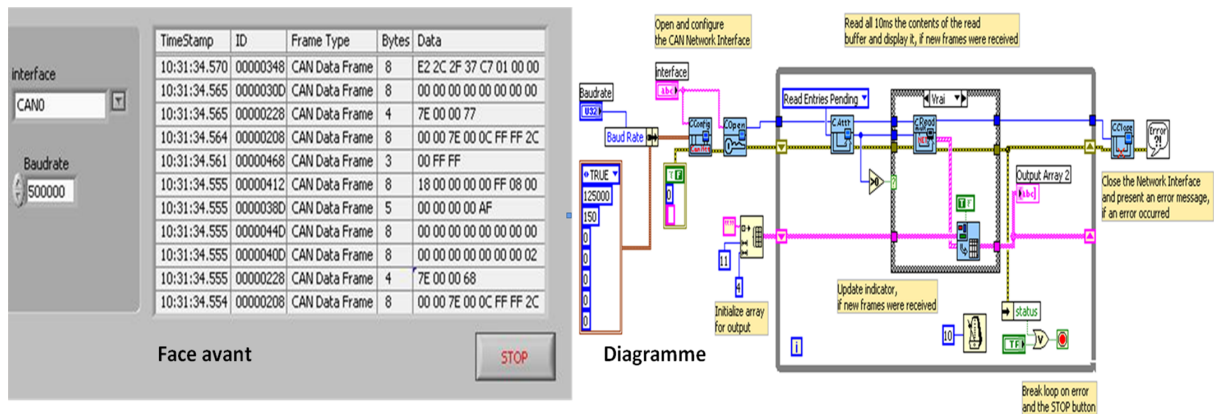 interface
CAN0
Baudrate
500000
TimeStamp ID Frame Type Bytes Data
10:31:34.570 00000348 CAN Data Frame 8 E2 2C 2F 37 C7 01 00 00
10:31:34.565 0000030D CAN Data Frame 8 00 00 00 00 00 00 00 00
10:31:34.565 00000228 CAN Data Frame 4 7E 00 00 77
10:31:34.564 00000208 CAN Data Frame 8 00 00 7E 00 0C FF FF 2C
10:31:34.561 00000468 CAN Data Frame 3 00 FF FF
10:31:34.555 00000412 CAN Data Frame 8 18 00 00 00 00 FF 08 00
10:31:34.555 0000038D CAN Data Frame 5 00 00 00 00 AF
10:31:34.555 0000044D CAN Data Frame 8 00 00 00 00 00 00 00 00
10:31:34.555 0000040D CAN Data Frame 8 00 00 00 00 00 00 00 02
10:31:34.555 00000228 CAN Data Frame 4 7E 00 00 68
10:31:34.554 00000208 CAN Data Frame 8 00 00 7E 00 0C FF FF 2C
Face avant
STOP
Open and configure
the CAN Network Interface
Read all 10ms the contents of the read
buffer and display it, if new frames were received
interface
abc
Baudrate
U32
Baud Rate
TRUE
125000
150
0
0
0
0
0
CConfig
COpen
T F
0
Read Entries Pending
Vrai
C Attr
C Read
NET
>0
?
T F
Output Array 2
abc
CClose
Error
?!
Close the Network Interface
and present an error message,
if an error occurred
11
4
Initialize array
for output
Update indicator,
if new frames were received
10
i
status
TF
V
Diagramme
Break loop on error
and the STOP button